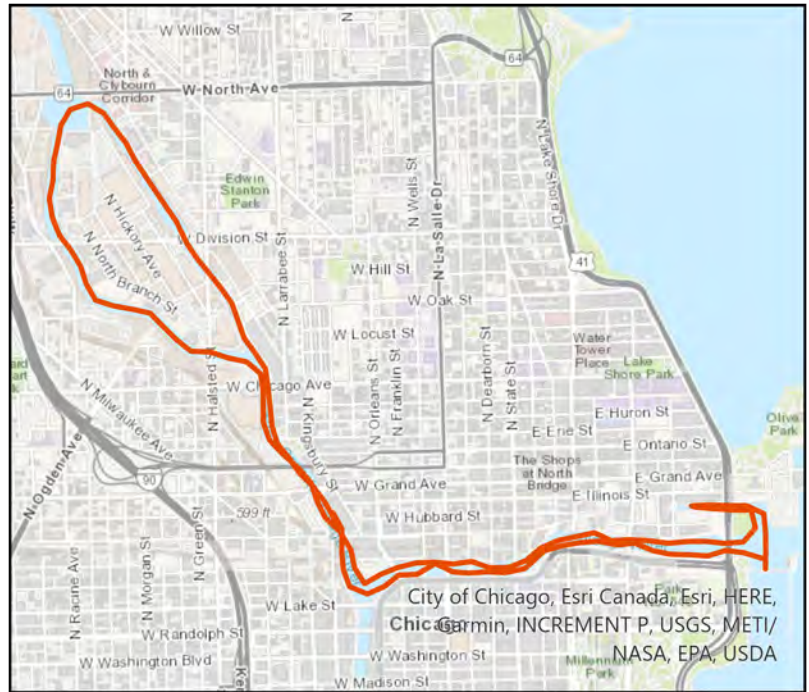 W Willow St
64
North &
Clybourn
Corridor
64
W North Ave
N Lake Shore Dr
Edwin
Stanton
Park
N Wells St
N La Salle Dr
N Hickory Ave
N North Branch St
W Division St
N Larrabee St
W Hill St
41
W Oak St
W Locust St
Water
Tower
Place
Lake
Shore Park
N Halsted St
W Chicago Ave
N Orleans St
N Franklin St
N Dearborn St
N State St
N Milwaukee Ave
N Kingsbury St
E Huron St
E Erie St
E Ontario St
Olive
Park
N Ogden Ave
90
The Shops
at North
Bridge
E Grand Ave
W Grand Ave
E Illinois St
599 ft
W Hubbard St
N Racine Ave
N Morgan St
N Green St
W Lake St
W Randolph St
W Washington Blvd
Chicago
W Washington St
W Madison St
Millennium
Park
City of Chicago, Esri Canada, Esri, HERE,
Garmin, INCREMENT P, USGS, METI/
NASA, EPA, USDA